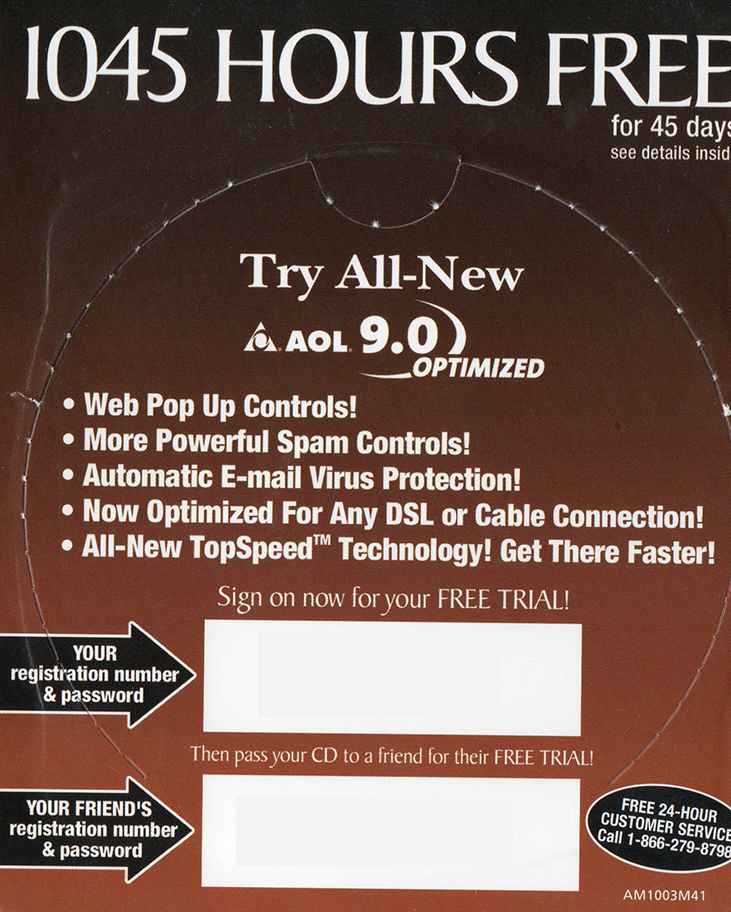 1045 HOURS FREE
for 45 days
see details insid
Try All-New
AOL 9.0
OPTIMIZED
• Web Pop Up Controls!
• More Powerful Spam Controls!
• Automatic E-mail Virus Protection!
• Now Optimized For Any DSL or Cable Connection!
• All-New TopSpeed™ Technology! Get There Faster!
Sign on now for your FREE TRIAL!
YOUR
registration number
& password
Then pass your CD to a friend for their FREE TRIAL!
YOUR FRIEND'S
registration number
& password
FREE 24-HOUR
CUSTOMER SERVICE
Call 1-866-279-8798
AM1003M41